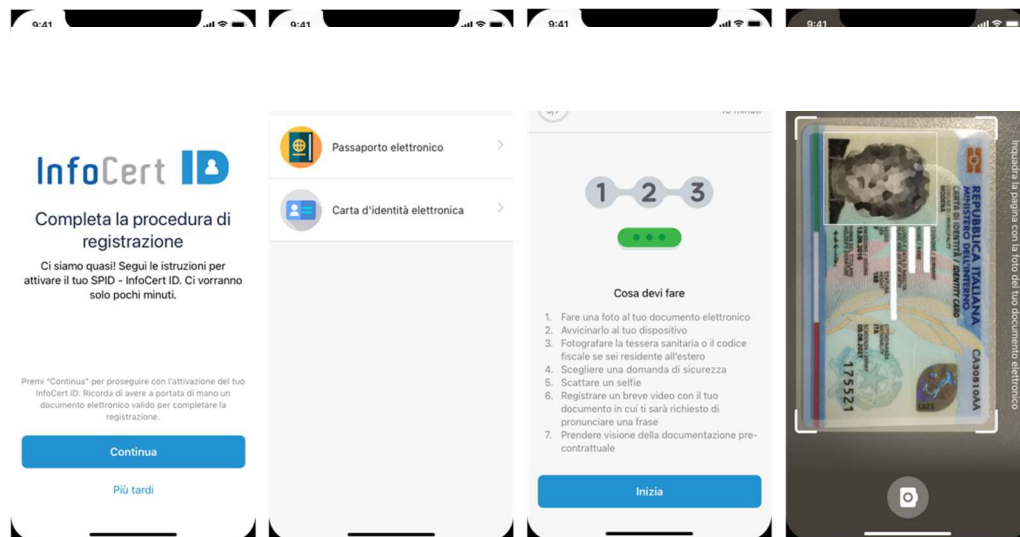 9:41
InfoCert ID
Completa la procedura di
registrazione
Ci siamo quasi! Segui le istruzioni per
attivare il tuo SPID - InfoCert ID. Ci vorranno
solo pochi minuti.
Premi "Continua" per proseguire con l'attivazione del tuo
InfoCert ID. Ricorda di avere a portata di mano un
documento elettronico valido per completare la
registrazione.
Continua
Più tardi
9:41
Passaporto elettronico
Carta d'identità elettronica
9:41
minuti
1 2 3
Cosa devi fare
1. Fare una foto al tuo documento elettronico
2. Avvicinarlo al tuo dispositivo
3. Fotografare la tessera sanitaria o il codice
fiscale se sei residente all'estero
4. Scegliere una domanda di sicurezza
5. Scattare un selfie
6. Registrare un breve video con il tuo
documento in cui ti sarà richiesto di
pronunciare una frase
7. Prendere visione della documentazione pre-
contrattuale
Inizia
9:41
Inquadra la pagina con la foto del tuo documento elettronico
REPUBBLICA ITALIANA
MINISTERO DELL'INTERNO
CARTA DI IDENTITÀ / IDENTITY CARD
CA30810AA
MODENA
168
ITA
175521